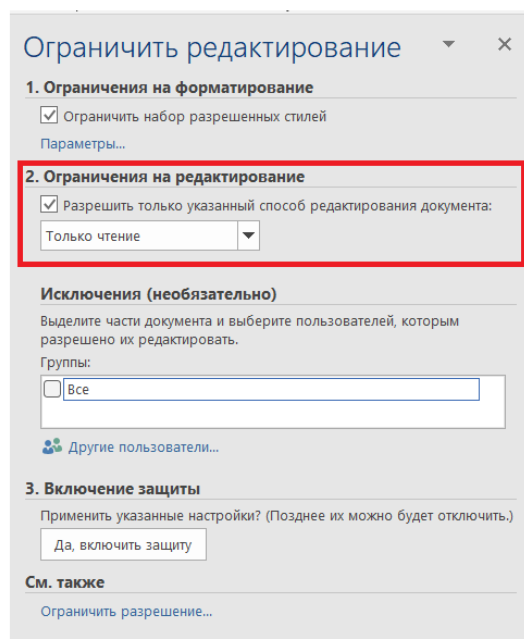 Ограничить редактирование
1. Ограничения на форматирование
Ограничить набор разрешенных стилей
Параметры...
2. Ограничения на редактирование
Разрешить только указанный способ редактирования документа:
Только чтение
Исключения (необязательно)
Выделите части документа и выберите пользователей, которым
разрешено их редактировать.
Группы:
Все
Другие пользователи...
3. Включение защиты
Применить указанные настройки? (Позднее их можно будет отключить.)
Да, включить защиту
См. также
Ограничить разрешение...